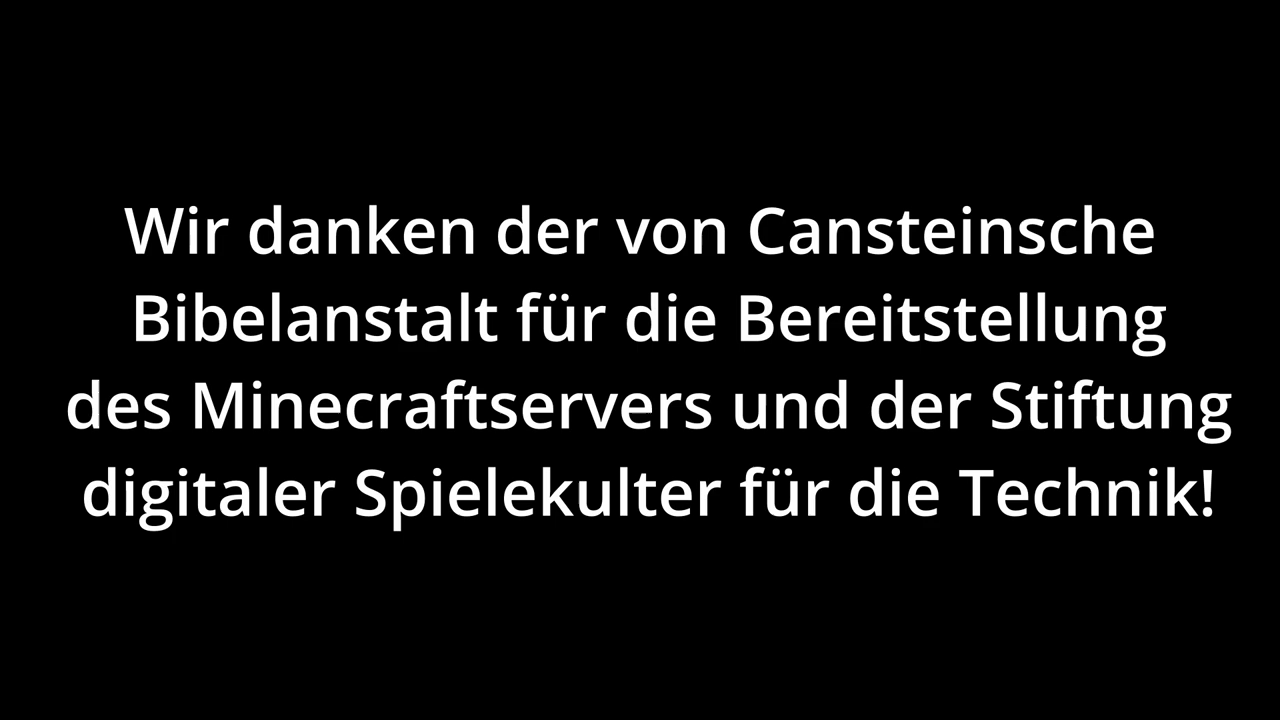 Wir danken der von Cansteinsche
Bibelanstalt für die Bereitstellung
des Minecraftservers und der Stiftung
digitaler Spielekulter für die Technik!